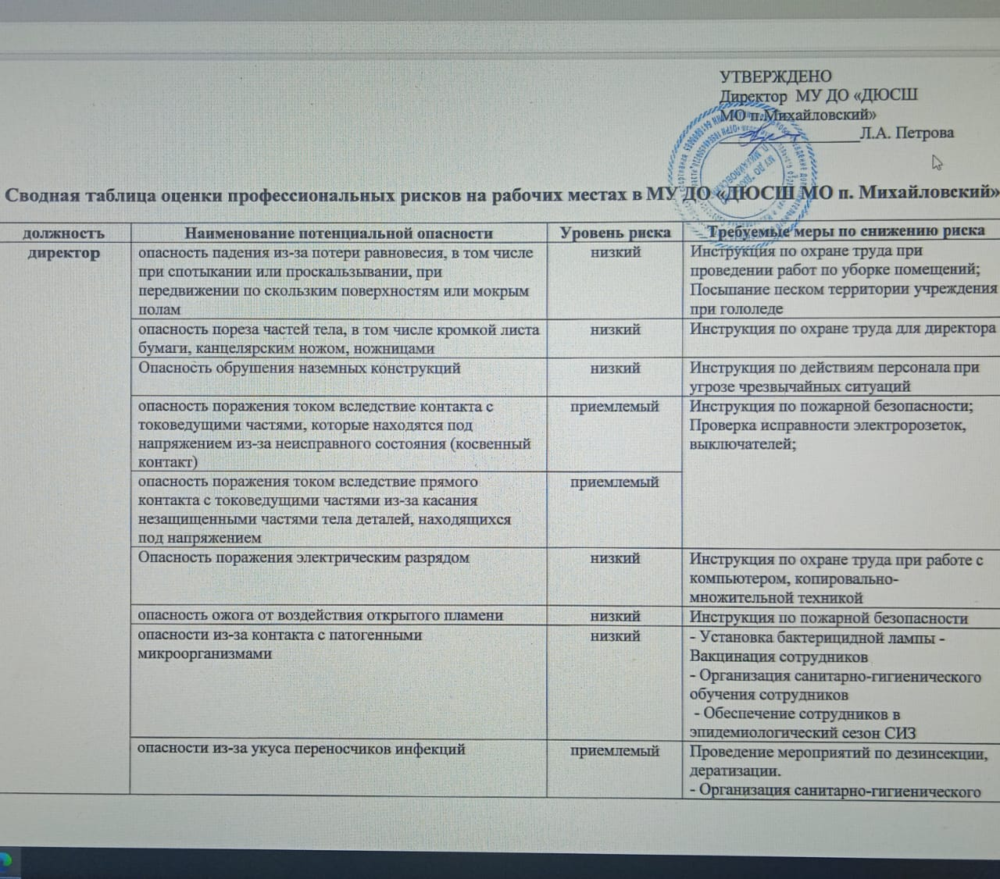 УТВЕРЖДЕНО
Директор МУ ДО «ДЮСШ
МО п.Михайловский»
Л.А. Петрова
Сводная таблица оценки профессиональных рисков на рабочих местах в МУ ДО «ДЮСШ МО п. Михайловский»
должность Наименование потенциальной опасности Уровень риска Требуемые меры по снижению риска
директор
опасность падения из-за потери равновесия, в том числе
при спотыкании или проскальзывании, при
передвижении по скользким поверхностям или мокрым
полам
низкий
Инструкция по охране труда при
проведении работ по уборке помещений;
Посыпание песком территории учреждения
при гололеде
опасность пореза частей тела, в том числе кромкой листа
бумаги, канцелярским ножом, ножницами
низкий
Инструкция по охране труда для директора
Опасность обрушения наземных конструкций
низкий
Инструкция по действиям персонала при
угрозе чрезвычайных ситуаций
опасность поражения током вследствие контакта с
токоведущими частями, которые находятся под
напряжением из-за неисправного состояния (косвенный
контакт)
приемлемый
Инструкция по пожарной безопасности;
Проверка исправности электророзеток,
выключателей;
опасность поражения током вследствие прямого
контакта с токоведущими частями из-за касания
незащищенными частями тела деталей, находящихся
под напряжением
приемлемый
Опасность поражения электрическим разрядом
низкий
Инструкция по охране труда при работе с
компьютером, копировально-
множительной техникой
опасность ожога от воздействия открытого пламени
низкий
Инструкция по пожарной безопасности
опасности из-за контакта с патогенными
микроорганизмами
низкий
- Установка бактерицидной лампы -
Вакцинация сотрудников
- Организация санитарно-гигиенического
обучения сотрудников
- Обеспечение сотрудников в
эпидемиологический сезон СИЗ
опасности из-за укуса переносчиков инфекций
приемлемый
Проведение мероприятий по дезинсекции,
дератизации.
- Организация санитарно-гигиенического